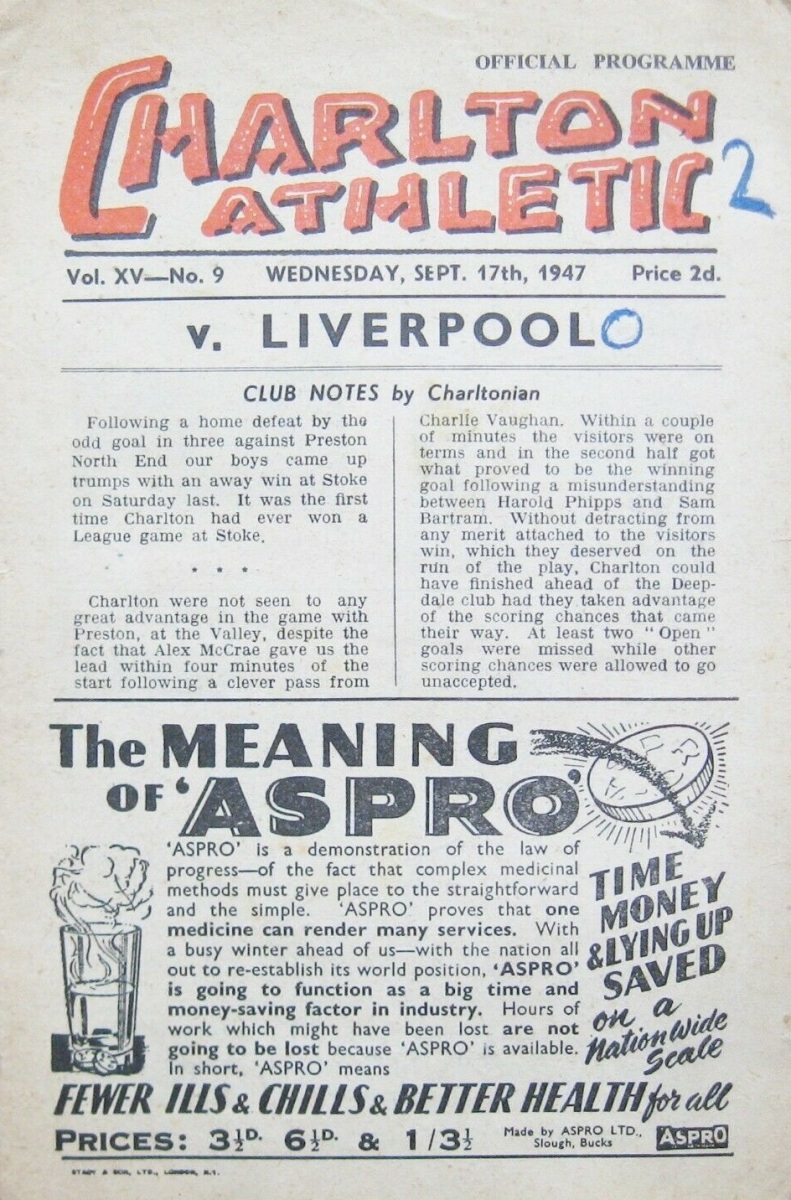 OFFICIAL PROGRAMME
CHARLTON
ATHLETIC
2
Vol. XV—No. 9 WEDNESDAY, SEPT. 17th, 1947 Price 2d.
v. LIVERPOOL 0
CLUB NOTES by Charltonian
Following a home defeat by the
odd goal in three against Preston
North End our boys came up
trumps with an away win at Stoke
on Saturday last. It was the first
time Charlton had ever won a
League game at Stoke.
* * *
Charlton were not seen to any
great advantage in the game with
Preston, at the Valley, despite the
fact that Alex McCrae gave us the
lead within four minutes of the
start following a clever pass from
Charlie Vaughan. Within a couple
of minutes the visitors were on
terms and in the second half got
what proved to be the winning
goal following a misunderstanding
between Harold Phipps and Sam
Bartram. Without detracting from
any merit attached to the visitors
win, which they deserved on the
run of the play, Charlton could
have finished ahead of the Deep-
dale club had they taken advantage
of the scoring chances that came
their way. At least two "Open"
goals were missed while other
scoring chances were allowed to go
unaccepted.
The MEANING
OF 'ASPRO'
'ASPRO' is a demonstration of the law of
progress—of the fact that complex medicinal
methods must give place to the straightforward
and the simple. 'ASPRO' proves that one
medicine can render many services. With
a busy winter ahead of us—with the nation all
out to re-establish its world position, 'ASPRO'
is going to function as a big time and
money-saving factor in industry. Hours of
work which might have been lost are not
going to be lost because 'ASPRO' is available.
In short, 'ASPRO' means
TIME
MONEY
& LYING UP
SAVED
on a
Nation Wide
Scale
FEWER ILLS & CHILLS & BETTER HEALTH for all
PRICES: 3½D. 6½D. & 1/3½
Made by ASPRO LTD.,
Slough, Bucks
ASPRO